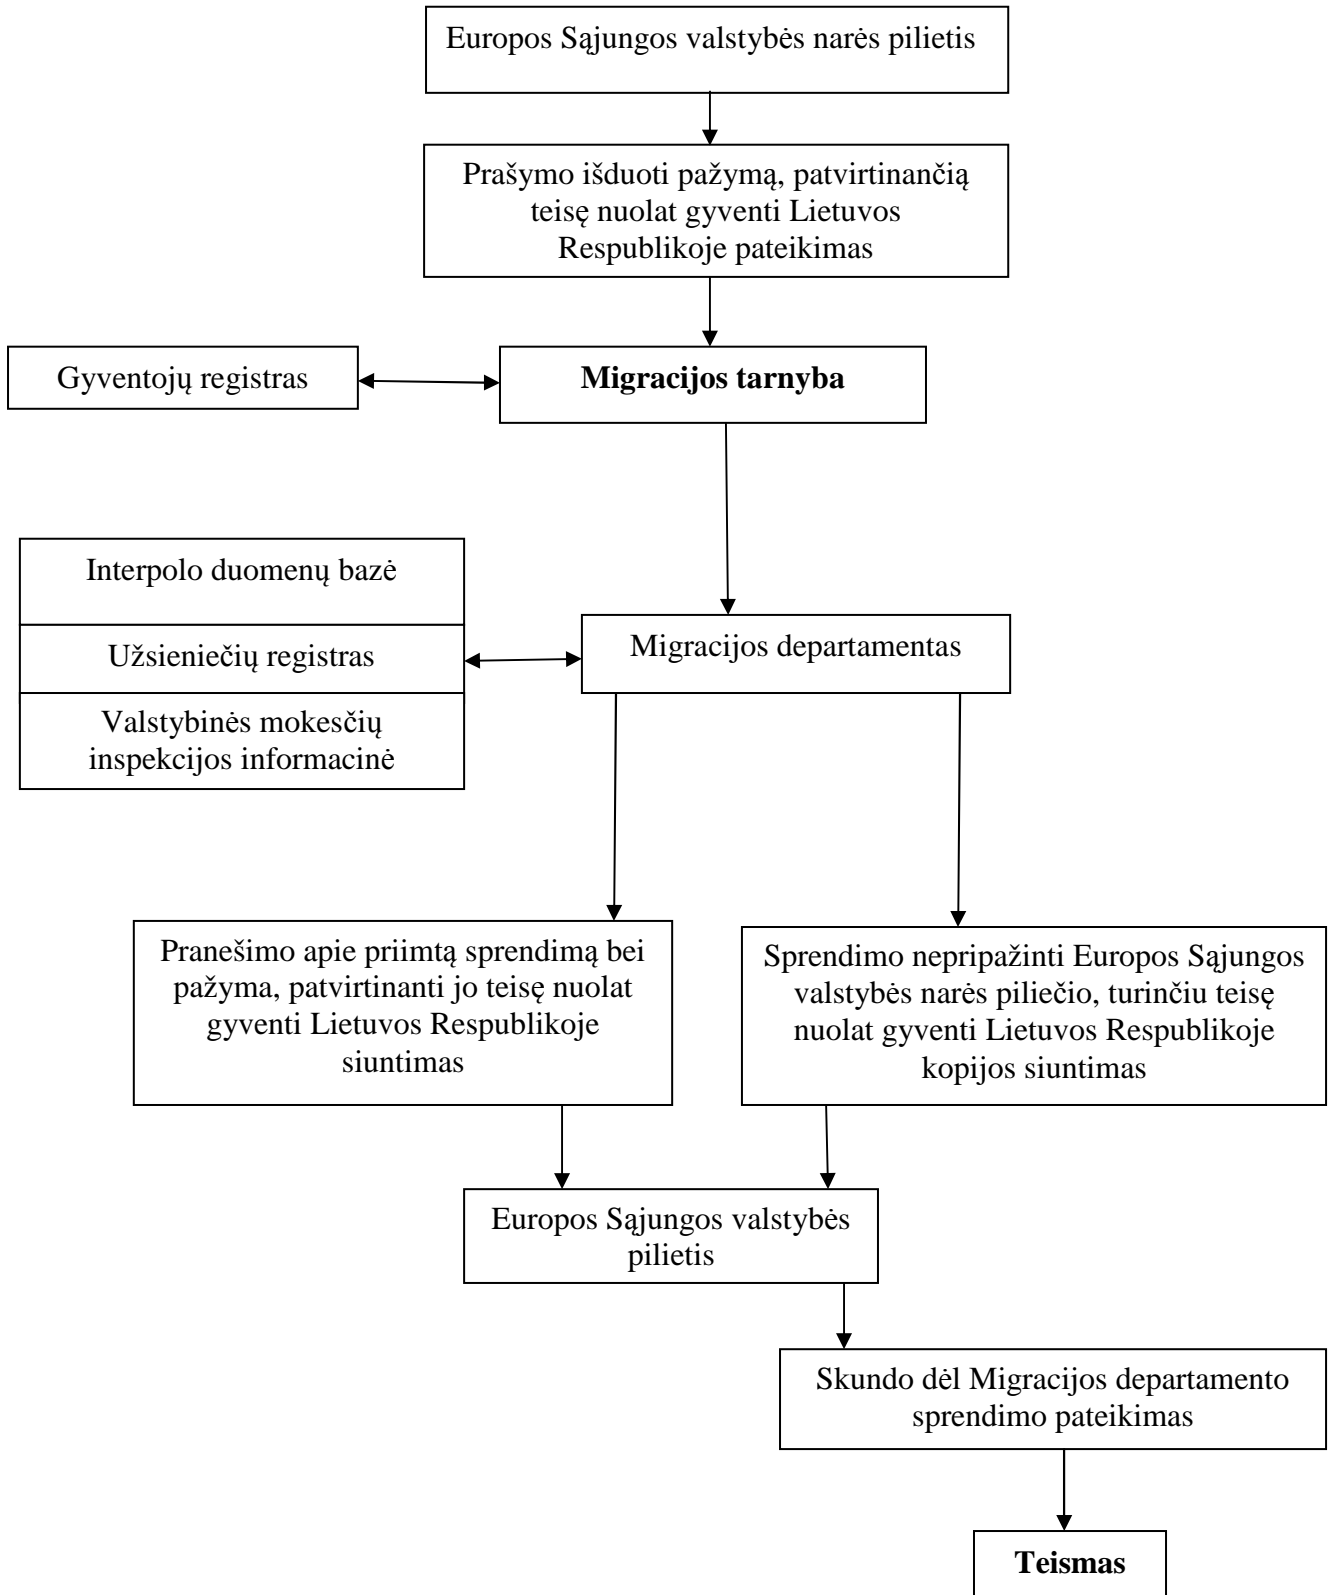 Europos Sąjungos valstybės narės pilietis
Prašymo išduoti pažymą, patvirtinančią
teisę nuolat gyventi Lietuvos
Respublikoje pateikimas
Gyventojų registras
Migracijos tarnyba
Interpolo duomenų bazė
Užsieniečių registras
Valstybinės mokesčių
inspekcijos informacinė
Migracijos departamentas
Pranešimo apie priimtą sprendimą bei
pažyma, patvirtinanti jo teisę nuolat
gyventi Lietuvos Respublikoje
siuntimas
Sprendimo nepripažinti Europos Sąjungos
valstybės narės piliečio, turinčiu teisę
nuolat gyventi Lietuvos Respublikoje
kopijos siuntimas
Europos Sąjungos valstybės
pilietis
Skundo dėl Migracijos departamento
sprendimo pateikimas
Teismas